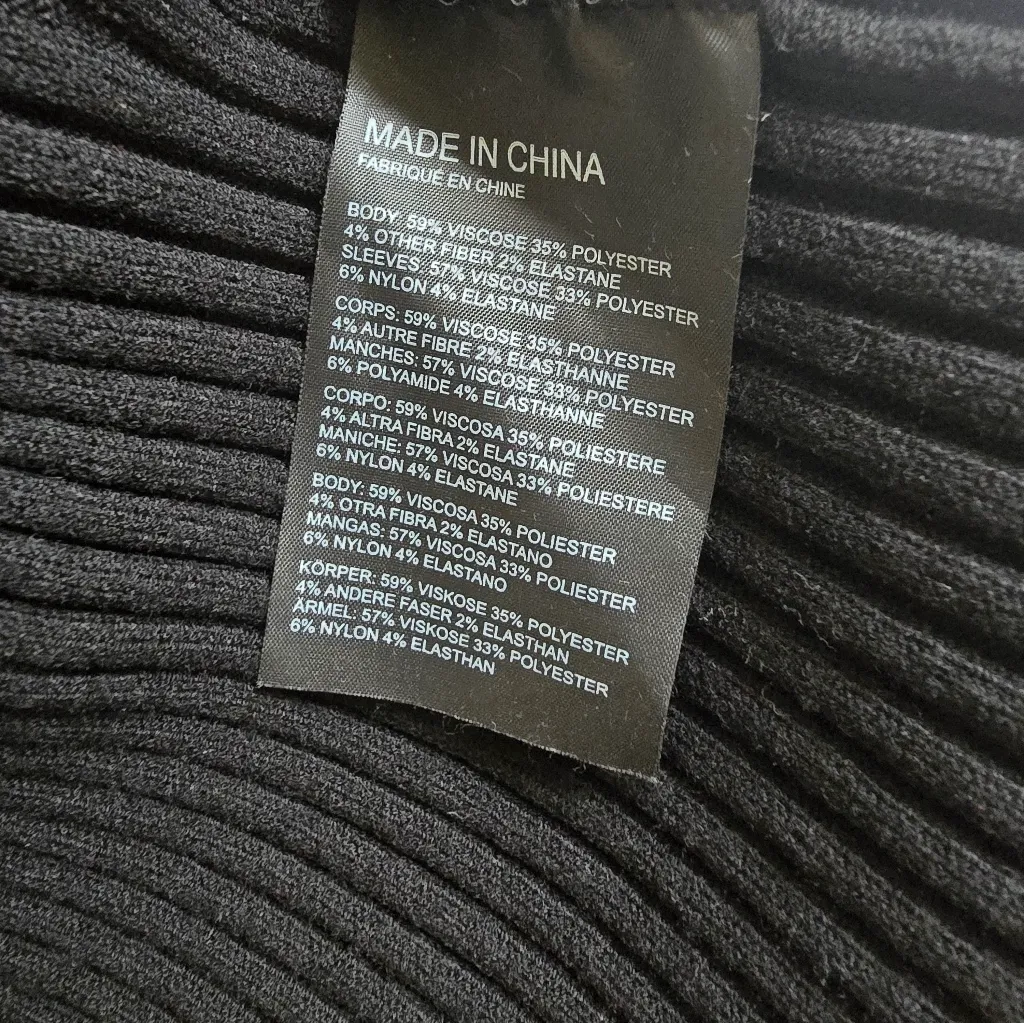 MADE IN CHINA
FABRIQUÉ EN CHINE
BODY: 59% VISCOSE 35% POLYESTER
4% OTHER FIBER 2% ELASTANE
SLEEVES: 57% VISCOSE 33% POLYESTER
6% NYLON 4% ELASTANE
CORPS: 59% VISCOSE 35% POLYESTER
4% AUTRE FIBRE 2% ELASTHANNE
MANCHES: 57% VISCOSE 33% POLYESTER
6% POLYAMIDE 4% ELASTHANNE
CORPO: 59% VISCOSA 35% POLIESTERE
4% ALTRA FIBRA 2% ELASTANE
MANICHE: 57% VISCOSA 33% POLIESTERE
6% NYLON 4% ELASTANE
BODY: 59% VISCOSA 35% POLIESTER
4% OTRA FIBRA 2% ELASTANO
MANGAS: 57% VISCOSA 33% POLIESTER
6% NYLON 4% ELASTANO
KÖRPER: 59% VISKOSE 35% POLYESTER
4% ANDERE FASER 2% ELASTHAN
ÄRMEL: 57% VISKOSE 33% POLYESTER
6% NYLON 4% ELASTHAN